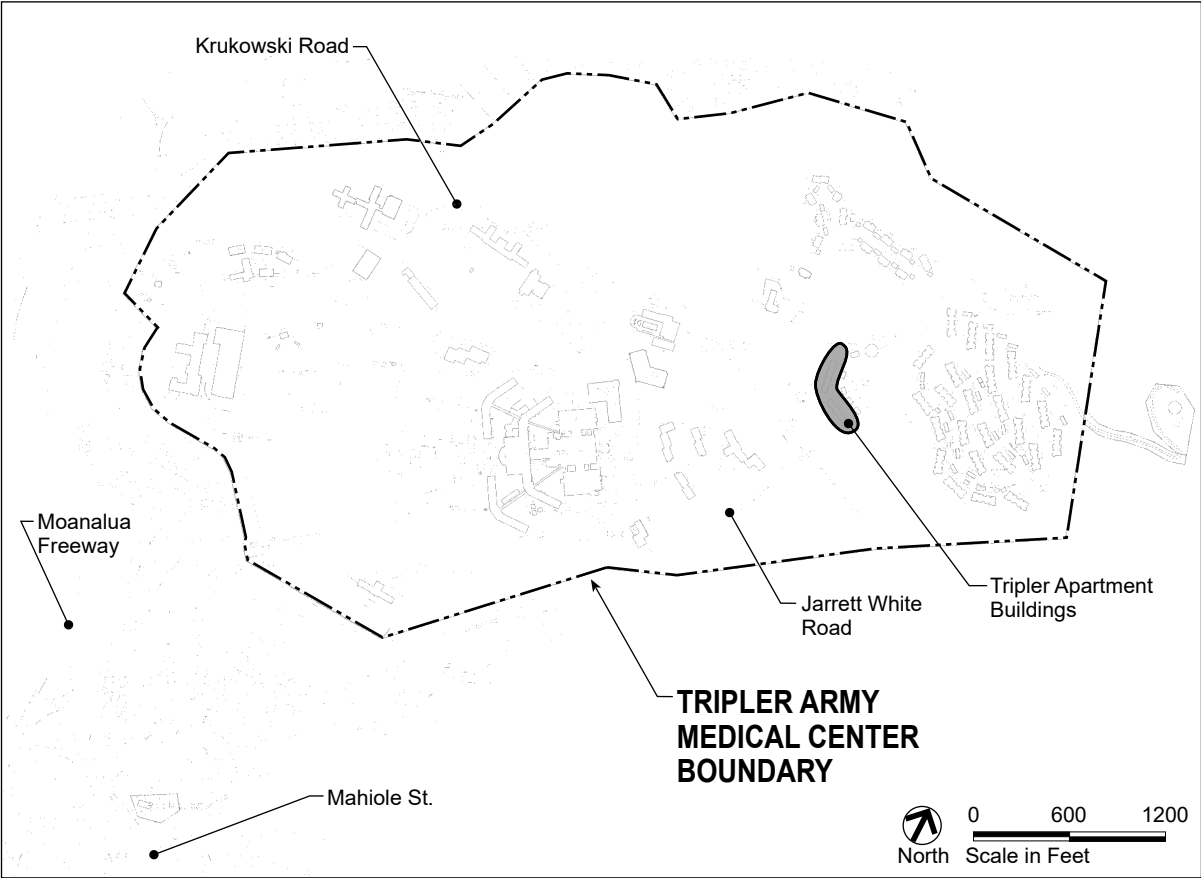 Krukowski Road
Moanalua
Freeway
Tripler Apartment
Buildings
Jarrett White
Road
TRIPLER ARMY
MEDICAL CENTER
BOUNDARY
Mahiole St.
0 600 1200
North Scale in Feet